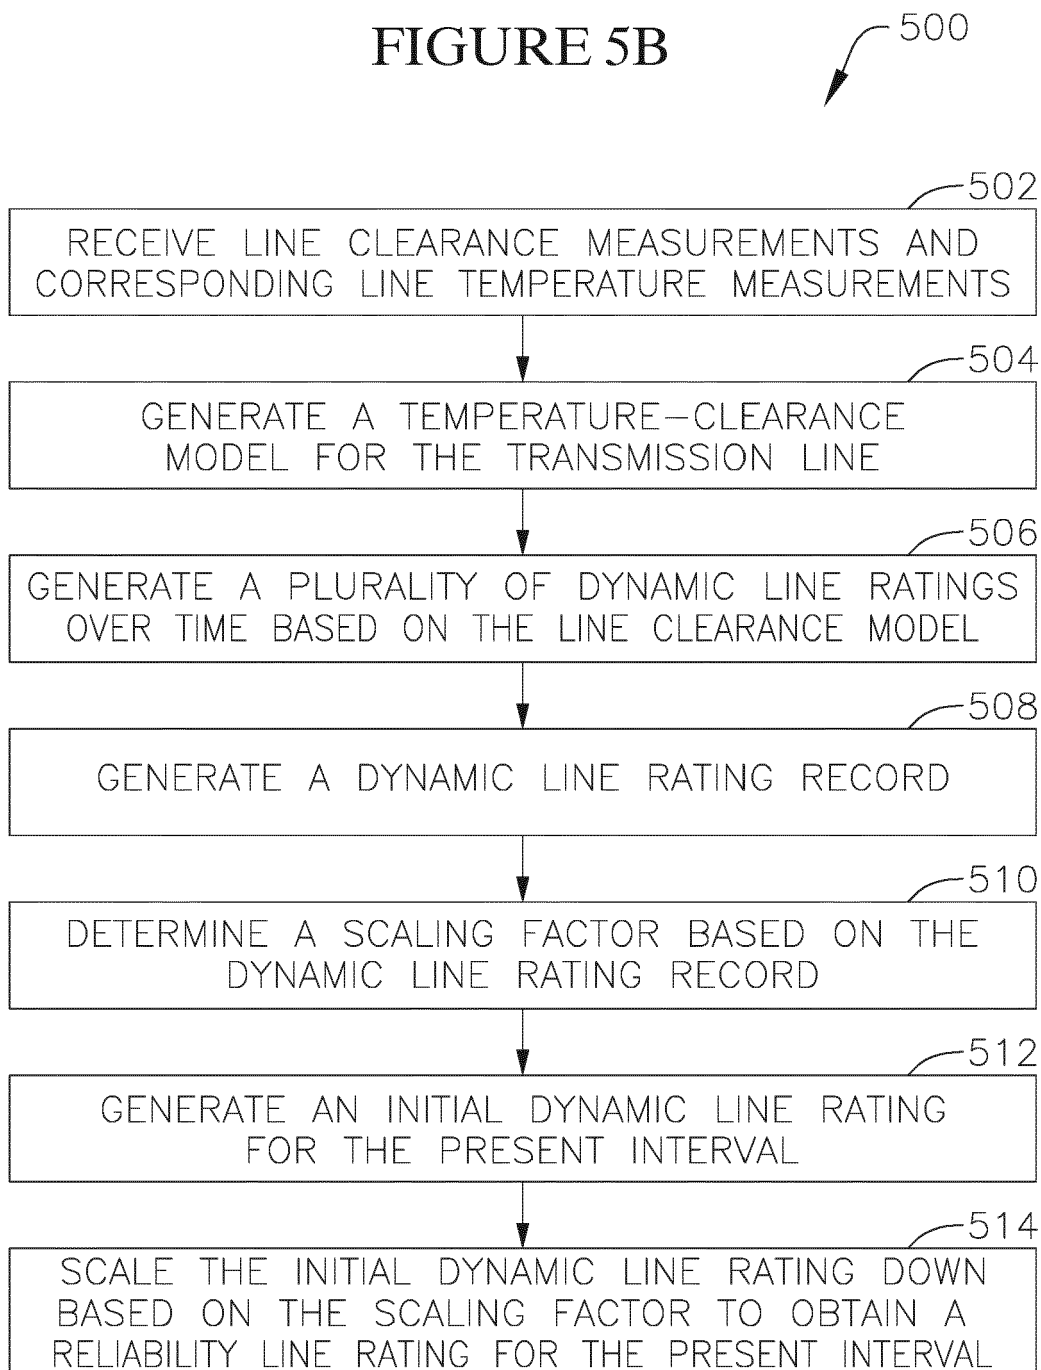 FIGURE 5B
500
502
RECEIVE LINE CLEARANCE MEASUREMENTS AND
CORRESPONDING LINE TEMPERATURE MEASUREMENTS
504
GENERATE A TEMPERATURE-CLEARANCE
MODEL FOR THE TRANSMISSION LINE
506
GENERATE A PLURALITY OF DYNAMIC LINE RATINGS
OVER TIME BASED ON THE LINE CLEARANCE MODEL
508
GENERATE A DYNAMIC LINE RATING RECORD
510
DETERMINE A SCALING FACTOR BASED ON THE
DYNAMIC LINE RATING RECORD
512
GENERATE AN INITIAL DYNAMIC LINE RATING
FOR THE PRESENT INTERVAL
514
SCALE THE INITIAL DYNAMIC LINE RATING DOWN
BASED ON THE SCALING FACTOR TO OBTAIN A
RELIABILITY LINE RATING FOR THE PRESENT INTERVAL